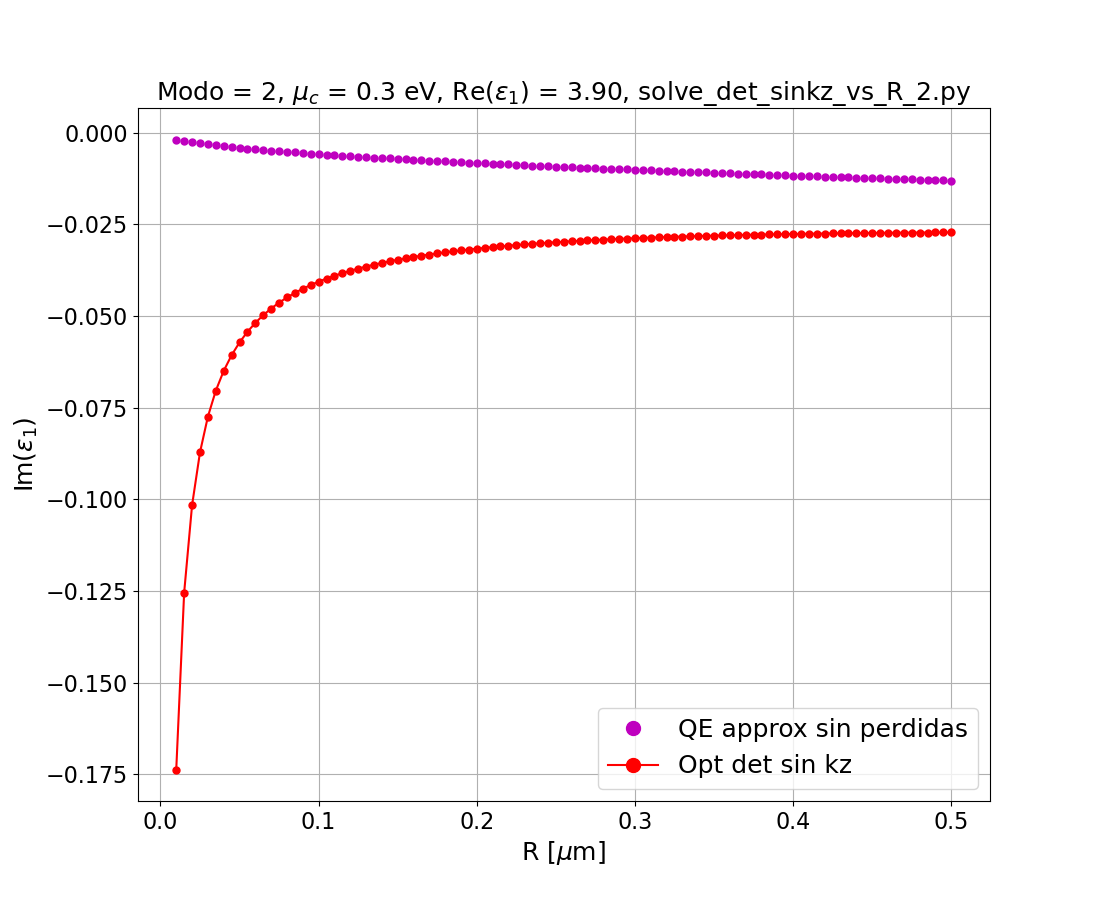 Modo = 2, μc = 0.3 eV, Re(ε1) = 3.90, solve_det_sinkz_vs_R_2.py
0.000
−0.025
−0.050
−0.075
−0.100
−0.125
−0.150
−0.175
Im(ε1)
QE approx sin perdidas
Opt det sin kz
0.0 0.1 0.2 0.3 0.4 0.5
R [μm]